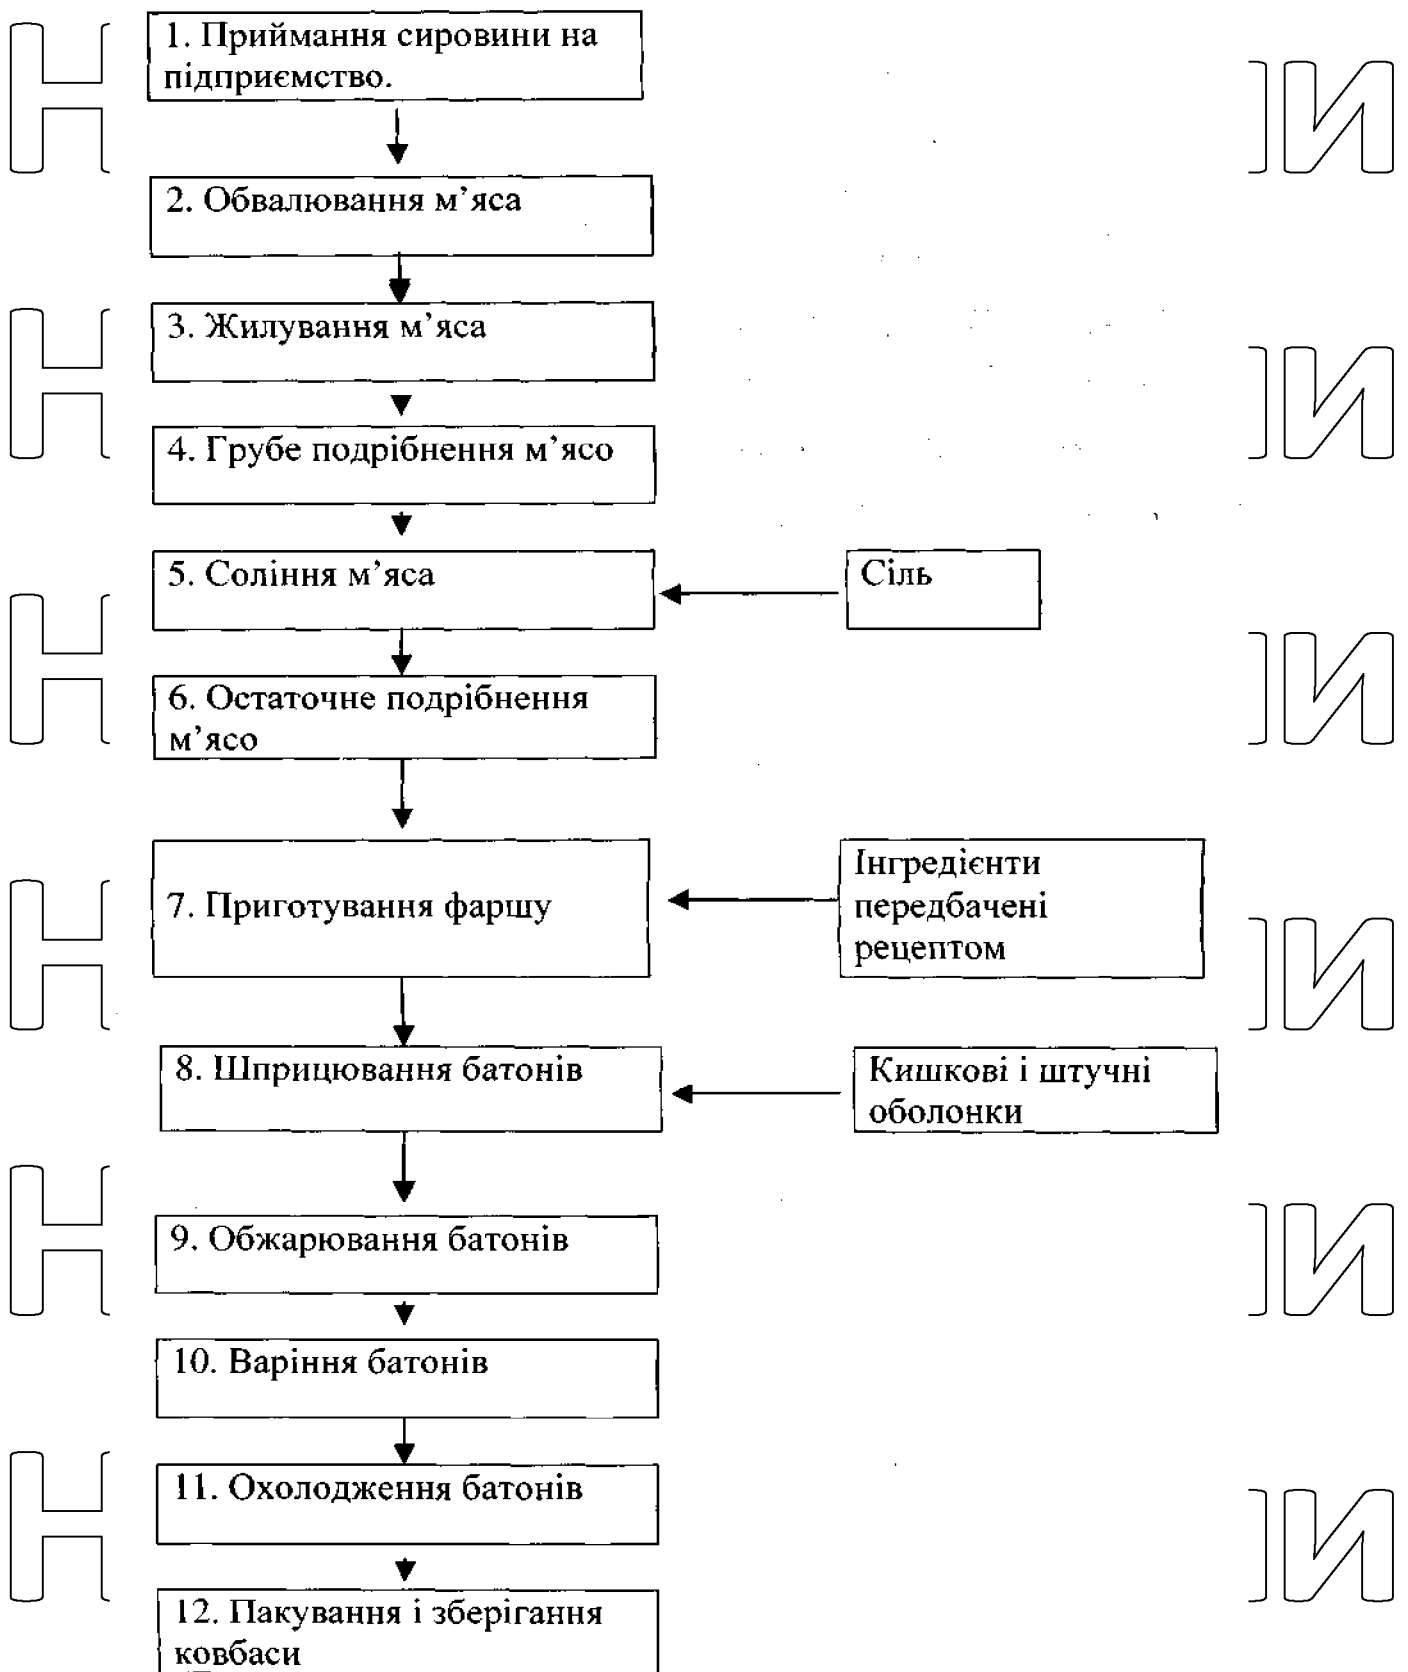 1. Приймання сировини на
підприємство.
2. Обвалювання м’яса
3. Жилування м’яса
4. Грубе подрібнення м’ясо
5. Соління м’яса
Сіль
6. Остаточне подрібнення
м’ясо
7. Приготування фаршу
Інгредієнти
передбачені
рецептом
8. Шприцювання батонів
Кишкові і штучні
оболонки
9. Обжарювання батонів
10. Варіння батонів
11. Охолодження батонів
12. Пакування і зберігання
ковбаси